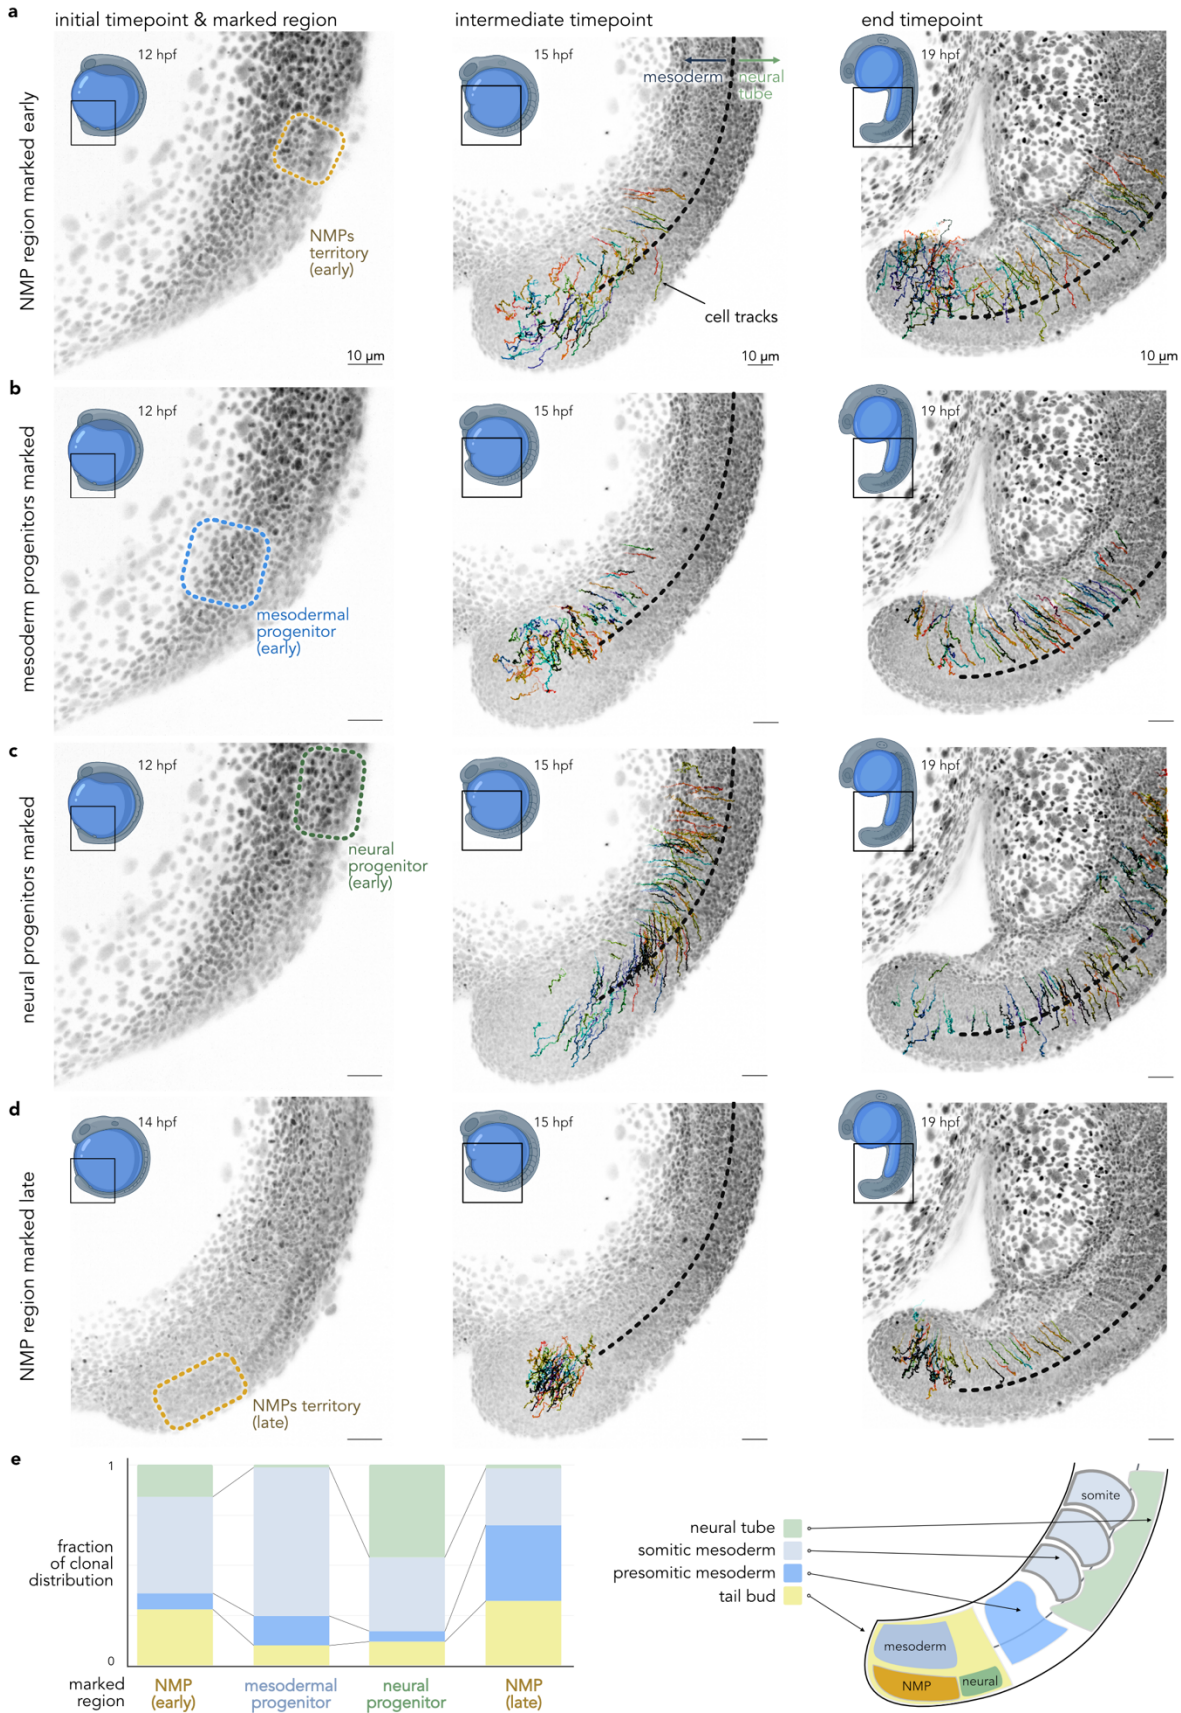 a
initial timepoint & marked region
intermediate timepoint
end timepoint
NMP region marked early
12 hpf
NMPs
territory
(early)
10 µm
15 hpf
mesoderm
neural
tube
cell tracks
10 µm
19 hpf
10 µm
b
mesoderm progenitors marked
12 hpf
mesodermal
progenitor
(early)
15 hpf
19 hpf
c
neural progenitors marked
12 hpf
neural
progenitor
(early)
15 hpf
19 hpf
d
NMP region marked late
14 hpf
NMPs territory
(late)
15 hpf
19 hpf
e
1
fraction
of clonal
distribution
0
marked
region
NMP
(early)
mesodermal
progenitor
neural
progenitor
NMP
(late)
neural tube
somitic mesoderm
presomitic mesoderm
tail bud
somite
mesoderm
NMP
neural